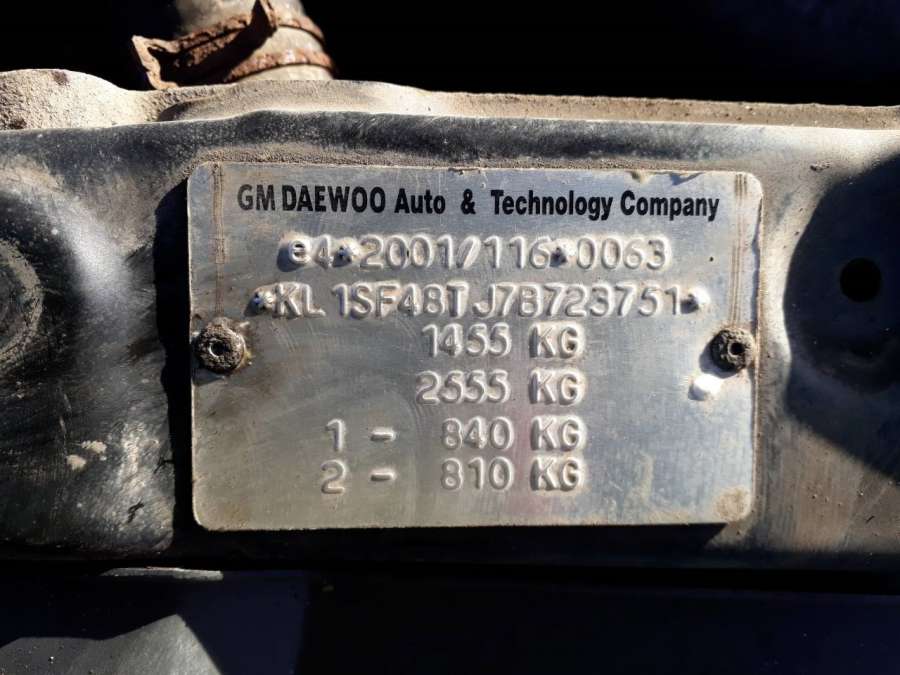 GM DAEWOO Auto & Technology Company
e4*2001/116*0063
*KL1SF48TJ7B723751*
1455 KG
2555 KG
1 - 840 KG
2 - 810 KG